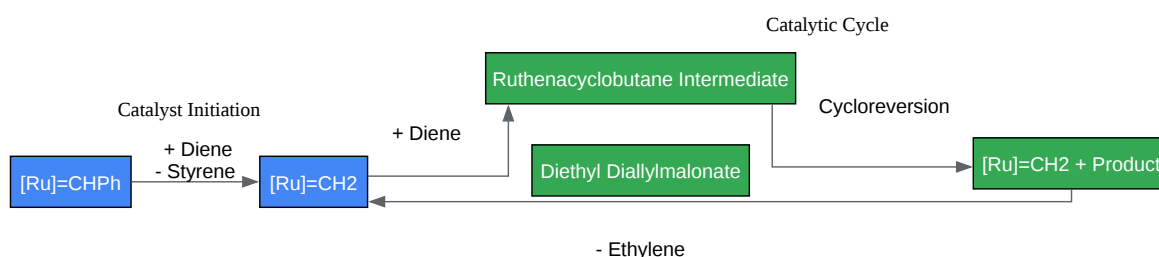 Catalytic Cycle
Ruthenacyclobutane Intermediate
Catalyst Initiation
Cycloreversion
+ Diene
+ Diene
- Styrene
[Ru]=CHPh
[Ru]=CH2
Diethyl Diallylmalonate
[Ru]=CH2 + Product
- Ethylene